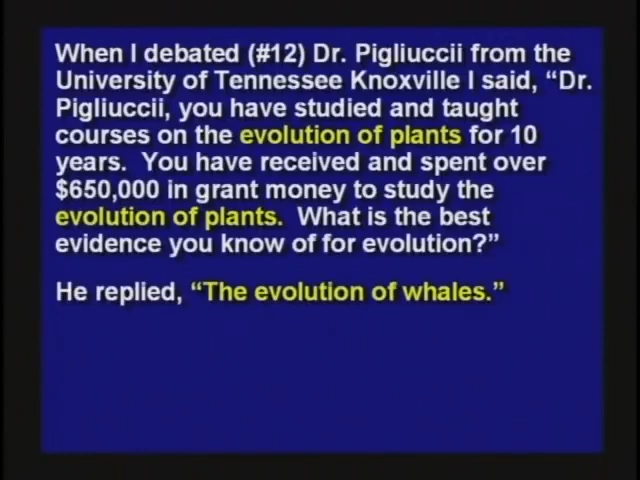 When I debated (#12) Dr. Pigliuccii from the
University of Tennessee Knoxville I said, “Dr.
Pigliuccii, you have studied and taught
courses on the evolution of plants for 10
years.  You have received and spent over
$650,000 in grant money to study the
evolution of plants.  What is the best
evidence you know of for evolution?”
He replied, “The evolution of whales.”